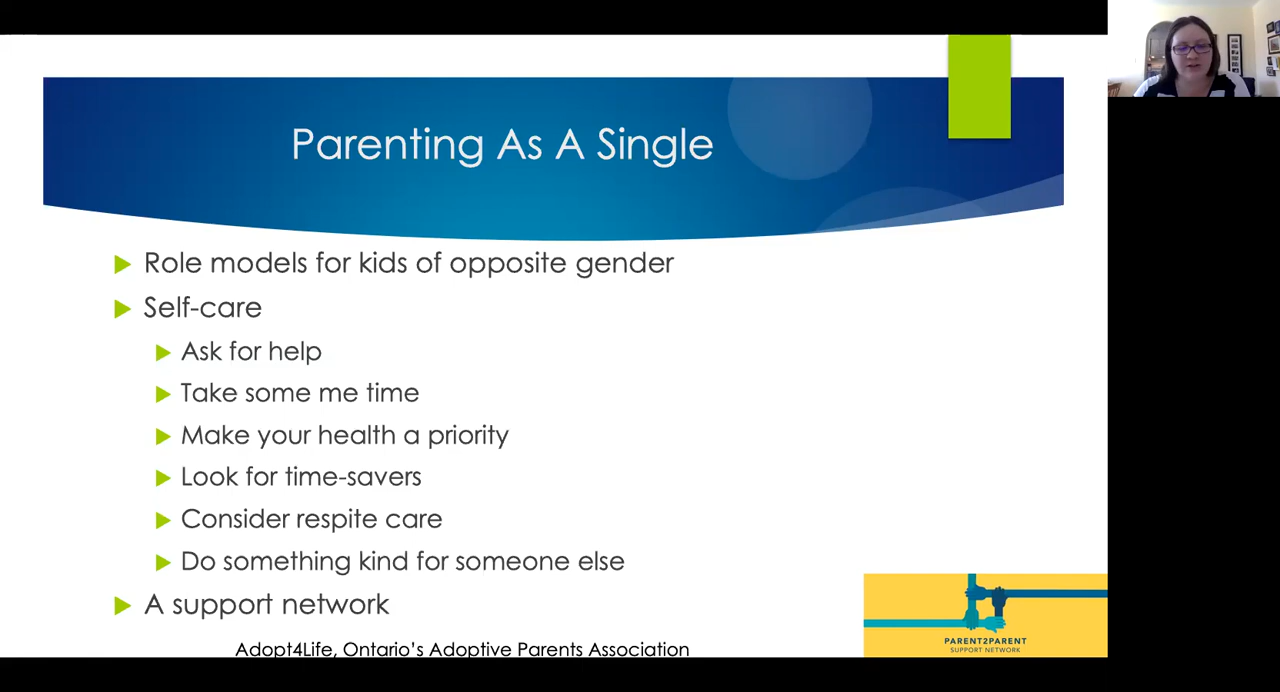 Parenting As A Single
Role models for kids of opposite gender
Self-care
Ask for help
Take some me time
Make your health a priority
Look for time-savers
Consider respite care
Do something kind for someone else
A support network
Adopt4Life, Ontario's Adoptive Parents Association
PARENT2PARENT
SUPPORT NETWORK